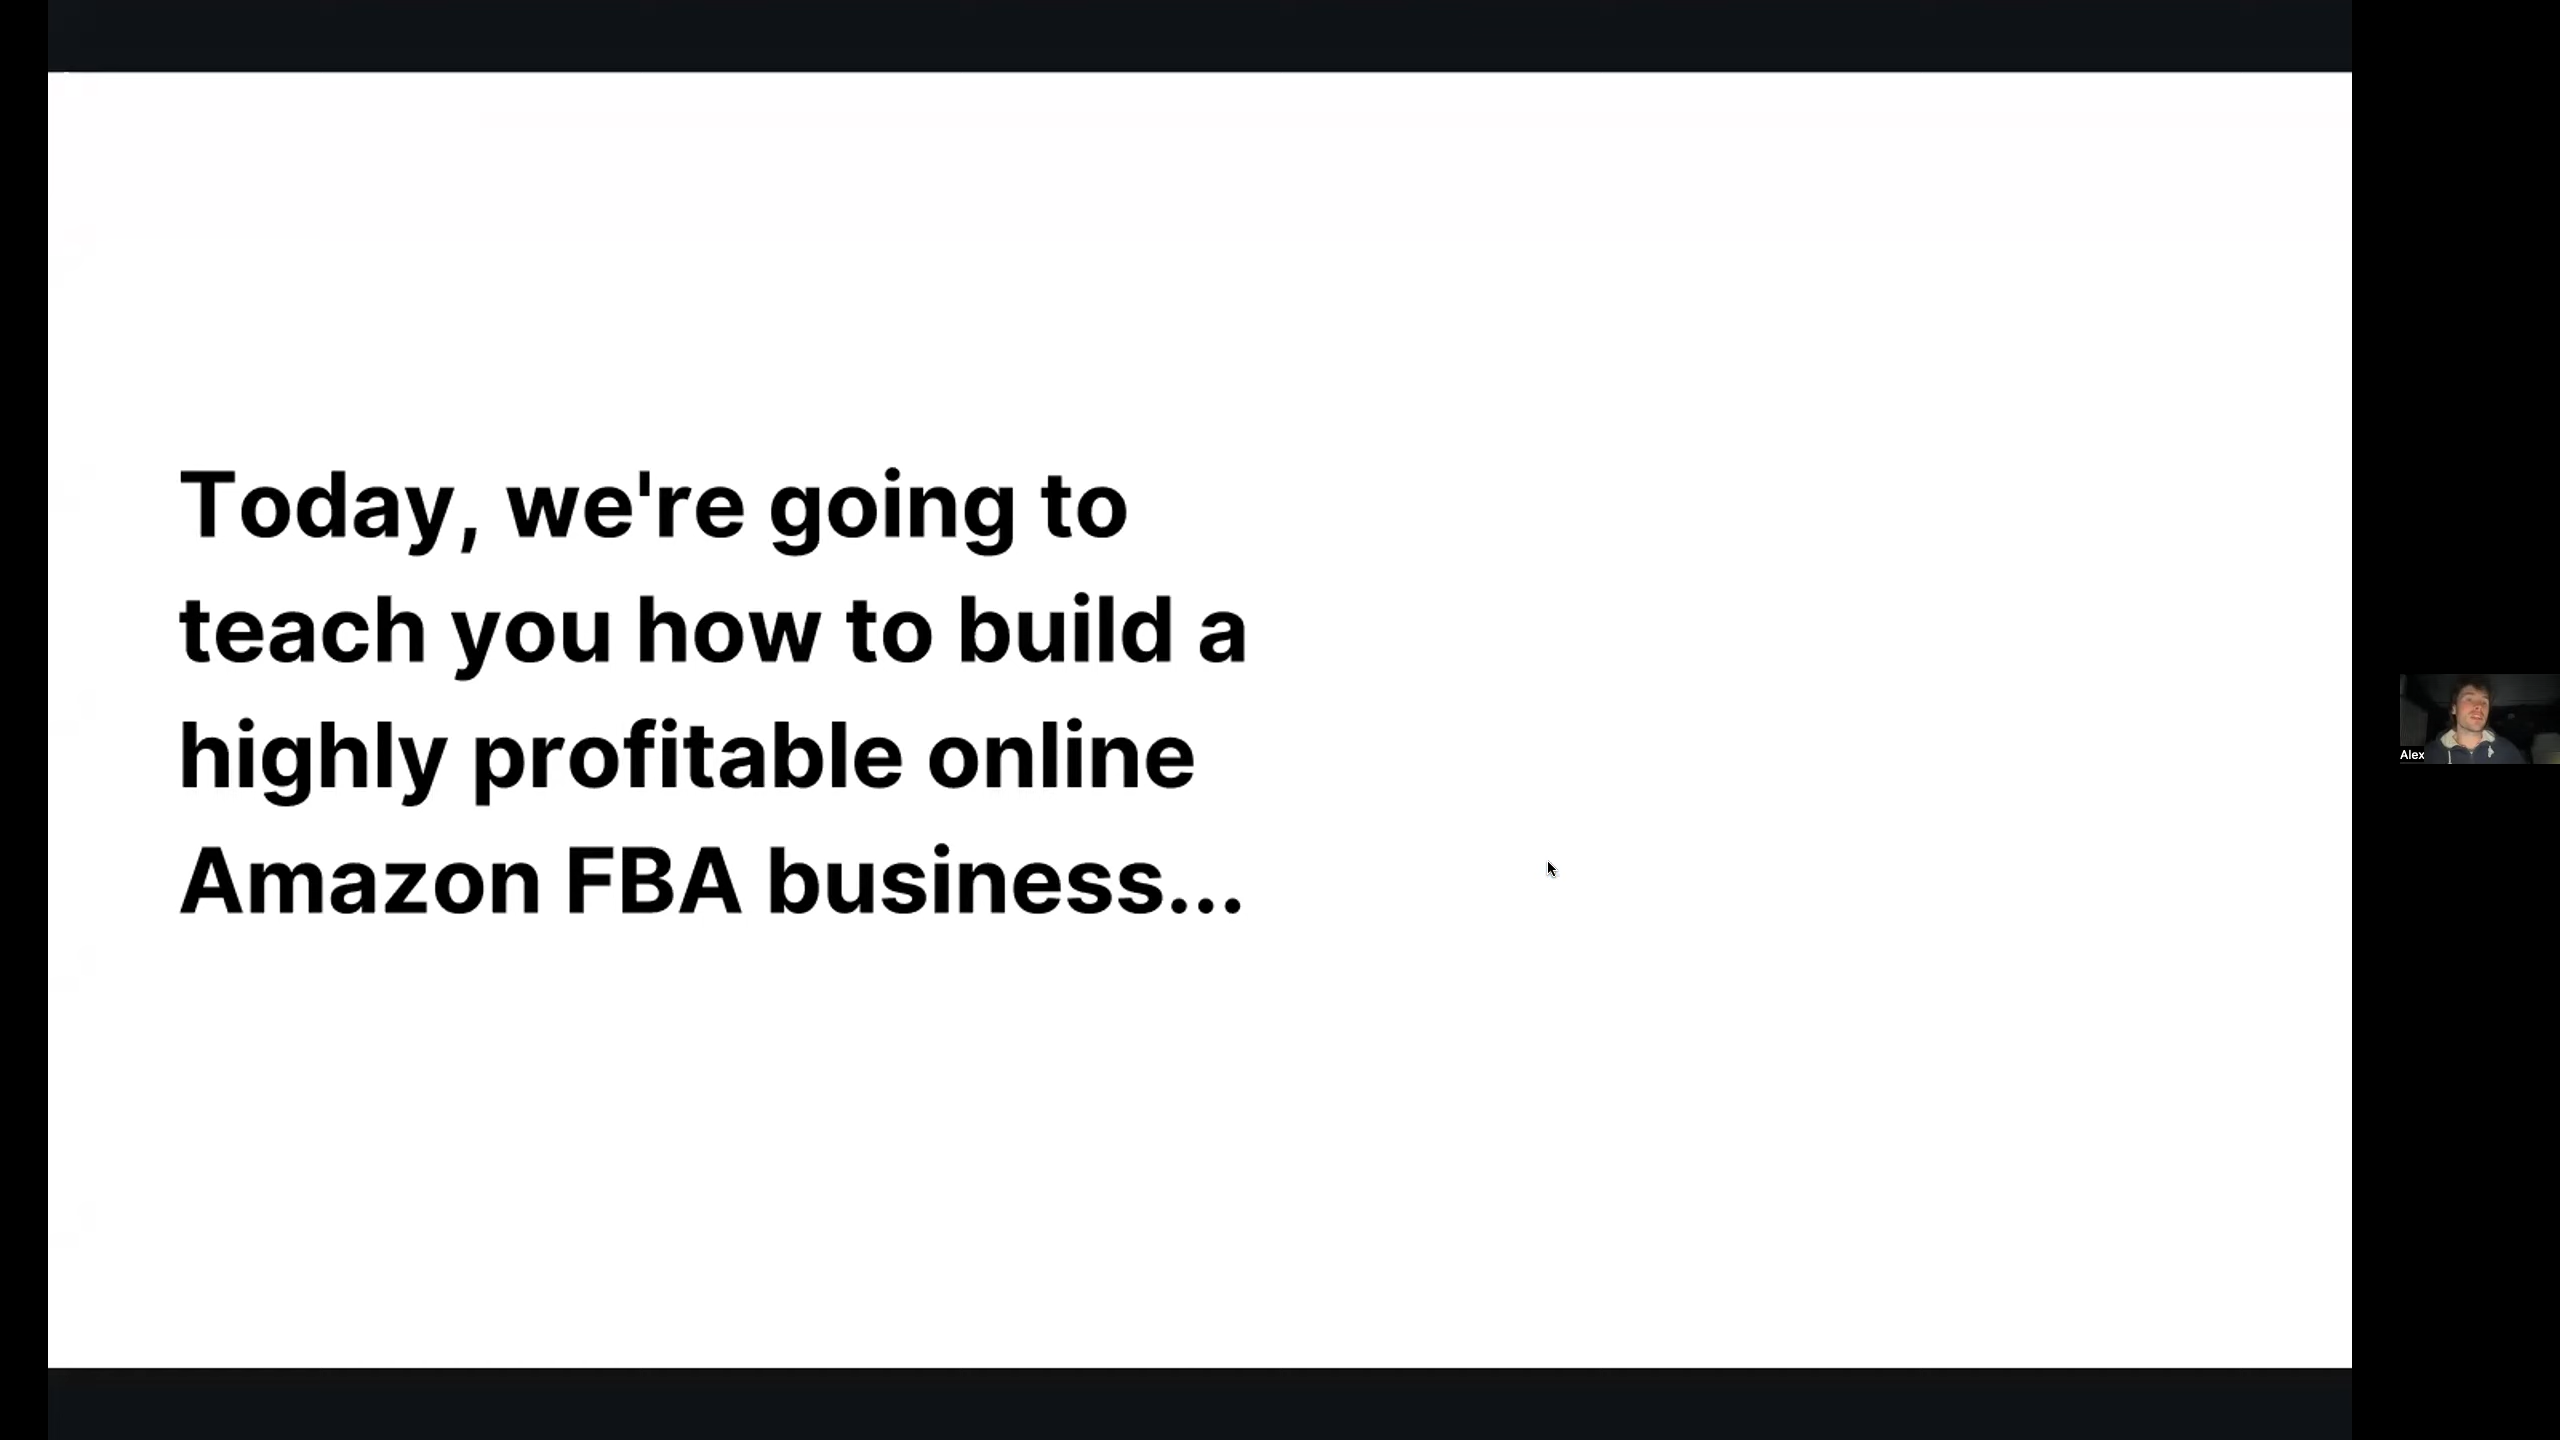 Today, we're going to
teach you how to build a
highly profitable online
Amazon FBA business...
Alex